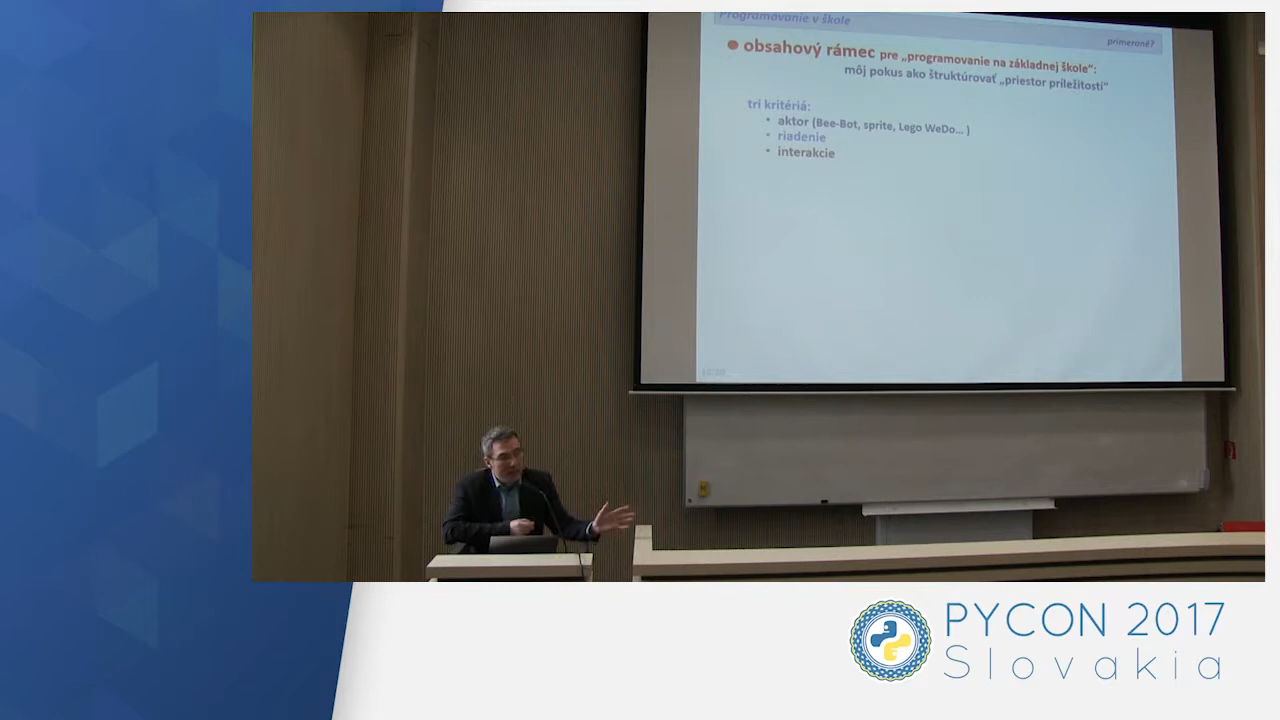 Programovanie v škole
primerané?
obsahový rámec pre „programovanie na základnej škole“:
môj pokus ako štruktúrovať „priestor príležitostí“
tri kritériá:
aktor (Bee-Bot, sprite, Lego WeDo... )
riadenie
interakcie
PYCON 2017
Slovakia